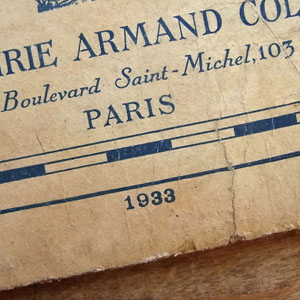 RIE ARMAND COL
Boulevard Saint-Michel, 103
PARIS
1933